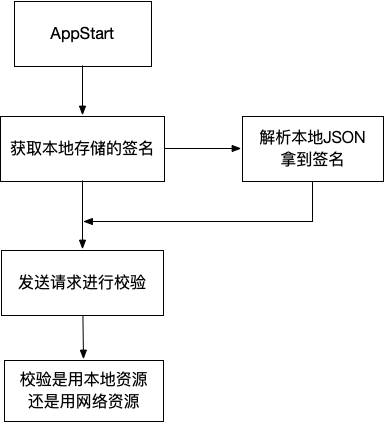 AppStart
获取本地存储的签名
解析本地JSON
拿到签名
发送请求进行校验
校验是用本地资源
还是用网络资源